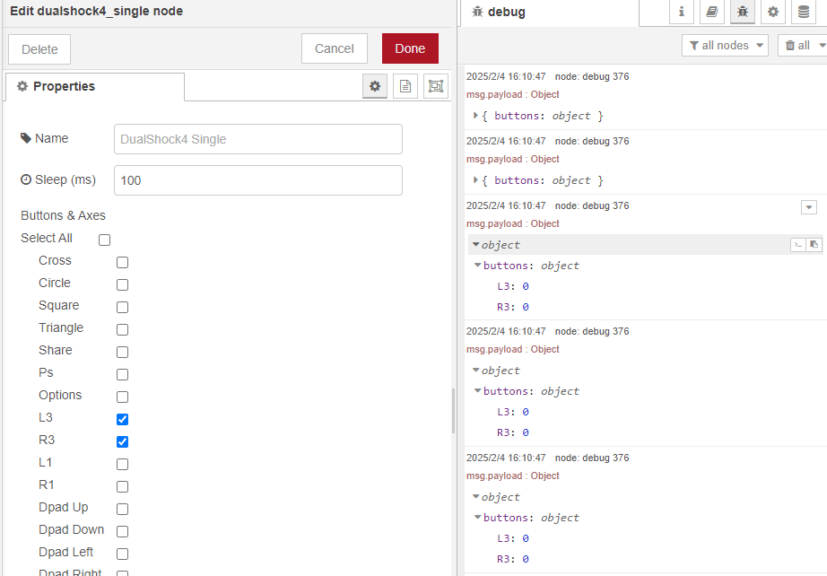 Edit dualshock4_single node
Delete
Cancel
Done
Properties
Name
DualShock4 Single
Sleep (ms)
100
Buttons & Axes
Select All
Cross
Circle
Square
Triangle
Share
Ps
Options
L3
R3
L1
R1
Dpad Up
Dpad Down
Dpad Left
Dpad Right
debug
i
all nodes
all
2025/2/4 16:10:47 node: debug 376
msg.payload : Object
{ buttons: object }
2025/2/4 16:10:47 node: debug 376
msg.payload : Object
{ buttons: object }
2025/2/4 16:10:47 node: debug 376
msg.payload : Object
object
buttons: object
L3: 0
R3: 0
2025/2/4 16:10:47 node: debug 376
msg.payload : Object
object
buttons: object
L3: 0
R3: 0
2025/2/4 16:10:47 node: debug 376
msg.payload : Object
object
buttons: object
L3: 0
R3: 0